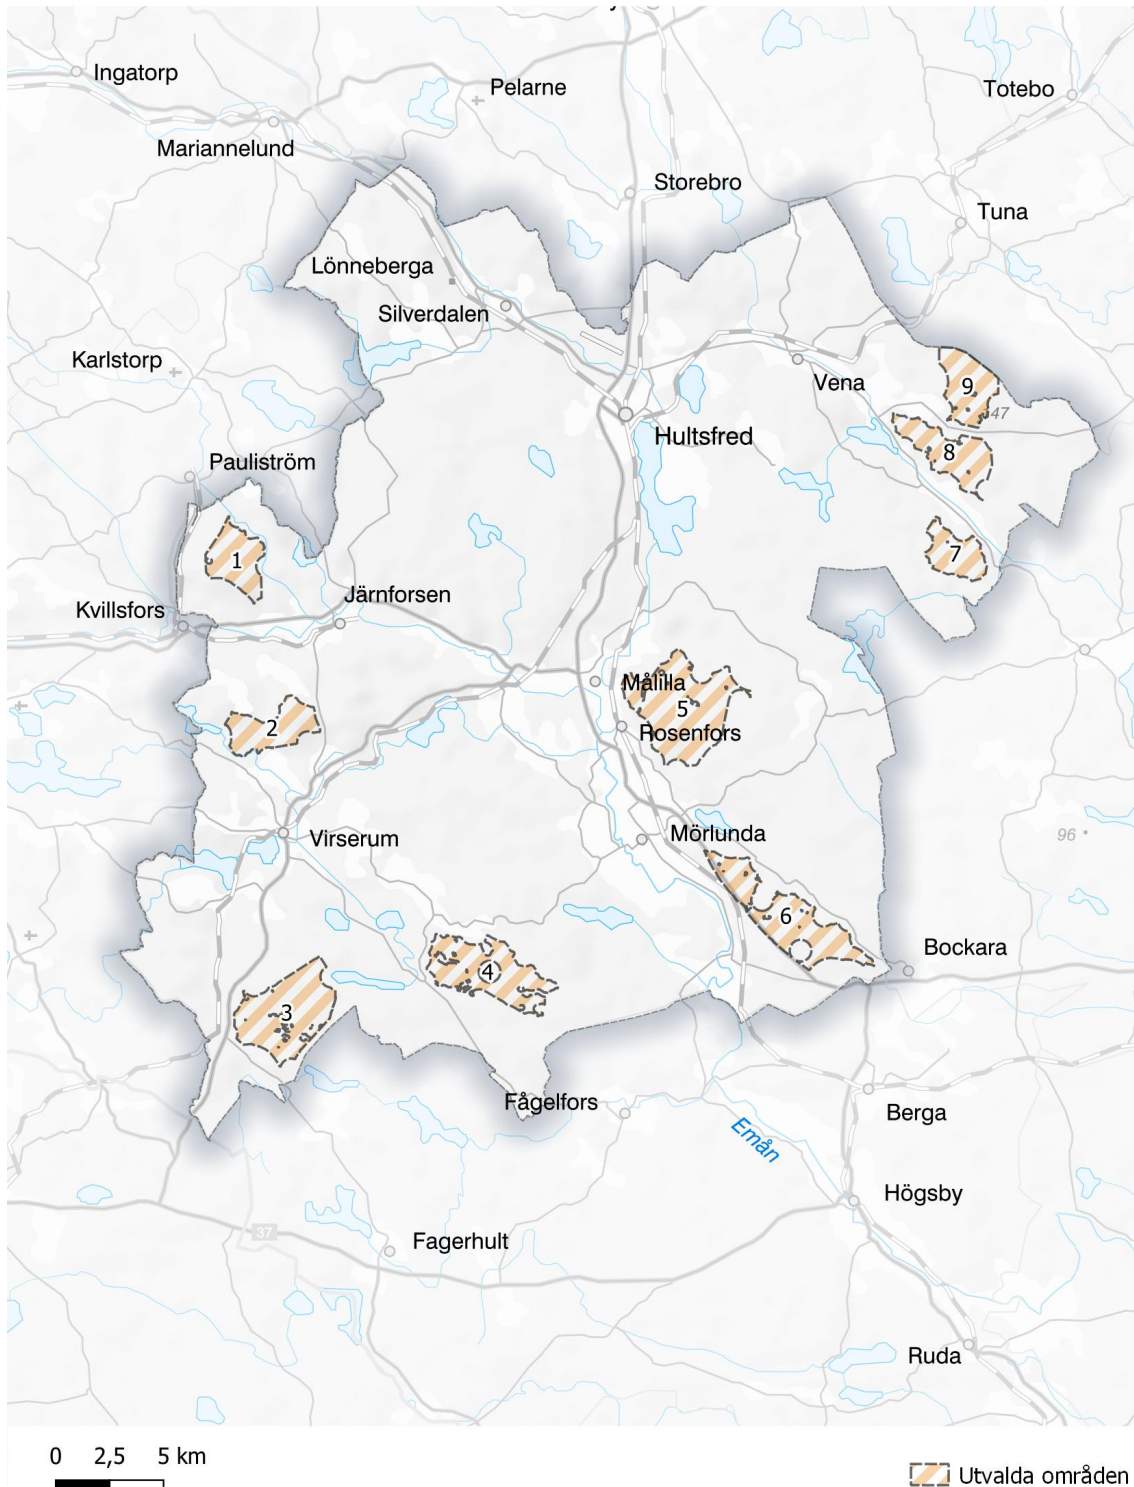 Ingatorp
Pelarne
Totebo
Mariannelund
Storebro
Tuna
Lönneberga
Silverdalen
Karlstorp
Vena
9
47
Hultsfred
8
Pauliström
7
1
Järnforsen
Kvillsfors
Målilla
5
2
Rosenfors
Mörlunda
96
Virserum
6
Bockara
4
3
Fågelfors
Berga
Emån
Högsby
37
Fagerhult
Ruda
0 2,5 5 km
Utvalda områden